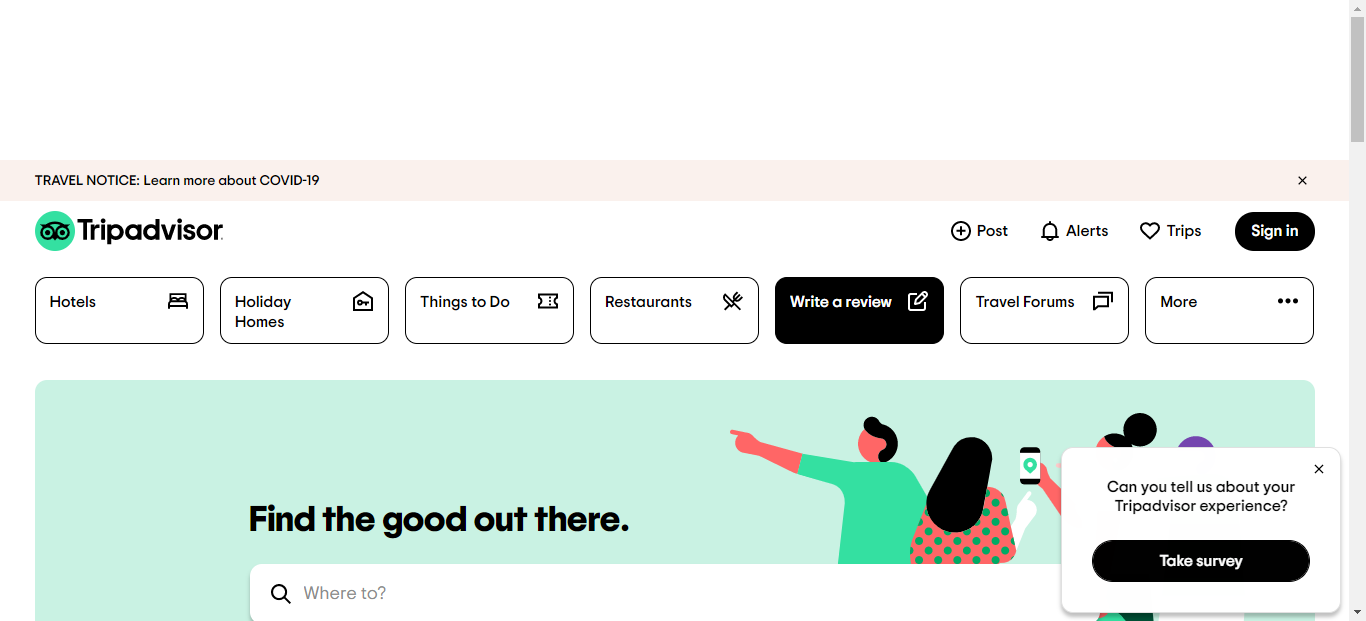 TRAVEL NOTICE: Learn more about COVID-19
Tripadvisor
Post
Alerts
Trips
Sign in
Hotels
Holiday
Homes
Things to Do
Restaurants
Write a review
Travel Forums
More
Find the good out there.
Where to?
Can you tell us about your
Tripadvisor experience?
Take survey